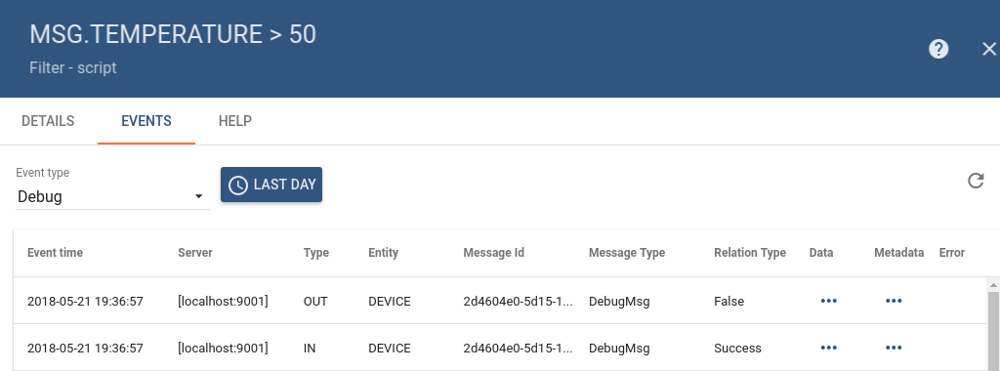 MSG.TEMPERATURE > 50
Filter - script
DETAILS EVENTS HELP
Event type
Debug
LAST DAY
Event time Server Type Entity Message Id Message Type Relation Type Data Metadata Error
2018-05-21 19:36:57 [localhost:9001] OUT DEVICE 2d4604e0-5d15-1... DebugMsg False ••• •••
2018-05-21 19:36:57 [localhost:9001] IN DEVICE 2d4604e0-5d15-1... DebugMsg Success ••• •••